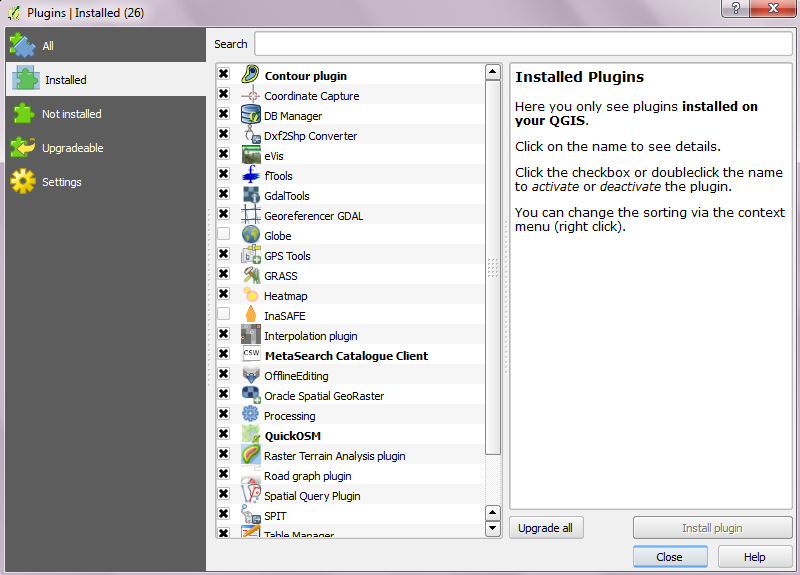 Plugins | Installed (26)
?
All
Installed
Not installed
Upgradeable
Settings
Search
Contour plugin
Coordinate Capture
DB Manager
Dxf2Shp Converter
eVis
fTools
GdalTools
Georeferencer GDAL
Globe
GPS Tools
GRASS
Heatmap
InaSAFE
Interpolation plugin
CSW MetaSearch Catalogue Client
OfflineEditing
Oracle Spatial GeoRaster
Processing
QuickOSM
Raster Terrain Analysis plugin
Road graph plugin
Spatial Query Plugin
SPIT
Table Manager
Installed Plugins
Here you only see plugins installed on
your QGIS.
Click on the name to see details.
Click the checkbox or doubleclick the name
to activate or deactivate the plugin.
You can change the sorting via the context
menu (right click).
Upgrade all
Install plugin
Close
Help